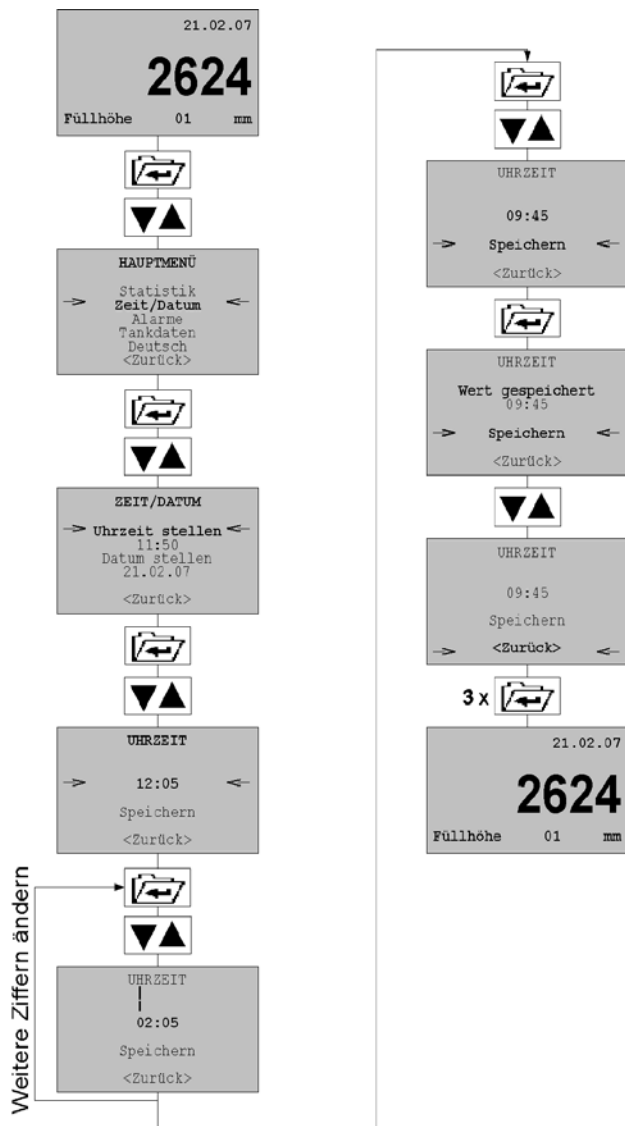 21.02.07
2624
Füllhöhe 01 mm
HAUPTMENÜ
Statistik
-> Zeit/Datum <-
Alarme
Tankdaten
Deutsch
<Zurück>
ZEIT/DATUM
-> Uhrzeit stellen <-
11:50
Datum stellen
21.02.07
<Zurück>
UHRZEIT
-> 12:05 <-
Speichern
<Zurück>
Weitere Ziffern ändern
UHRZEIT
02:05
Speichern
<Zurück>
UHRZEIT
09:45
-> Speichern <-
<Zurück>
UHRZEIT
Wert gespeichert
09:45
-> Speichern <-
<Zurück>
UHRZEIT
09:45
Speichern
-> <Zurück> <-
3 x
21.02.07
2624
Füllhöhe 01 mm